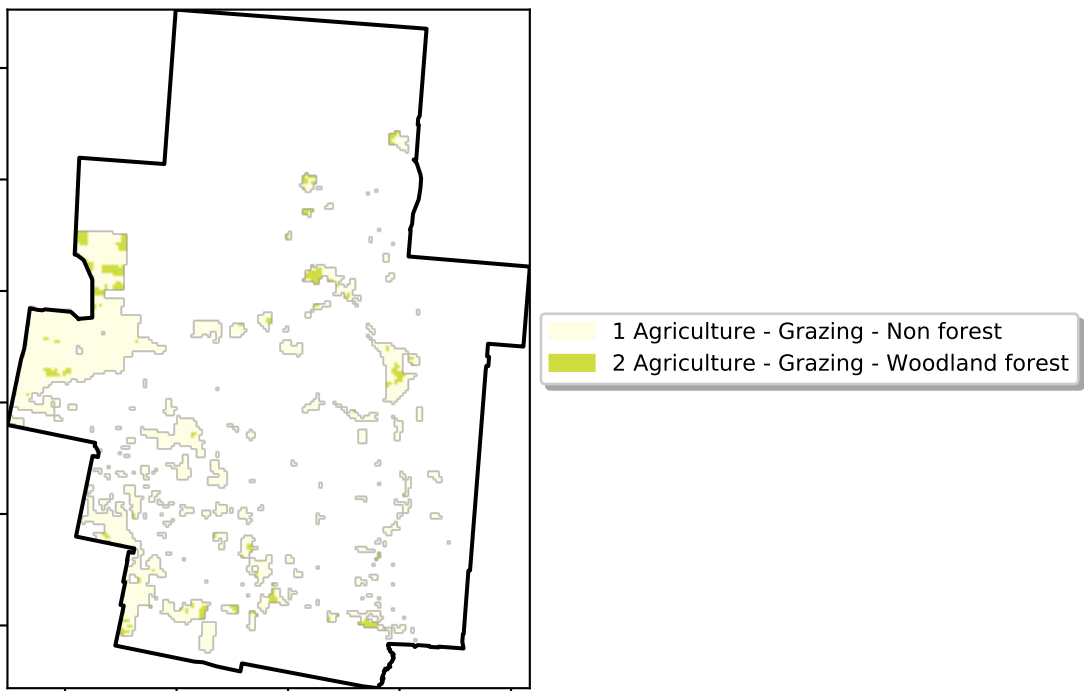 1 Agriculture - Grazing - Non forest
2 Agriculture - Grazing - Woodland forest